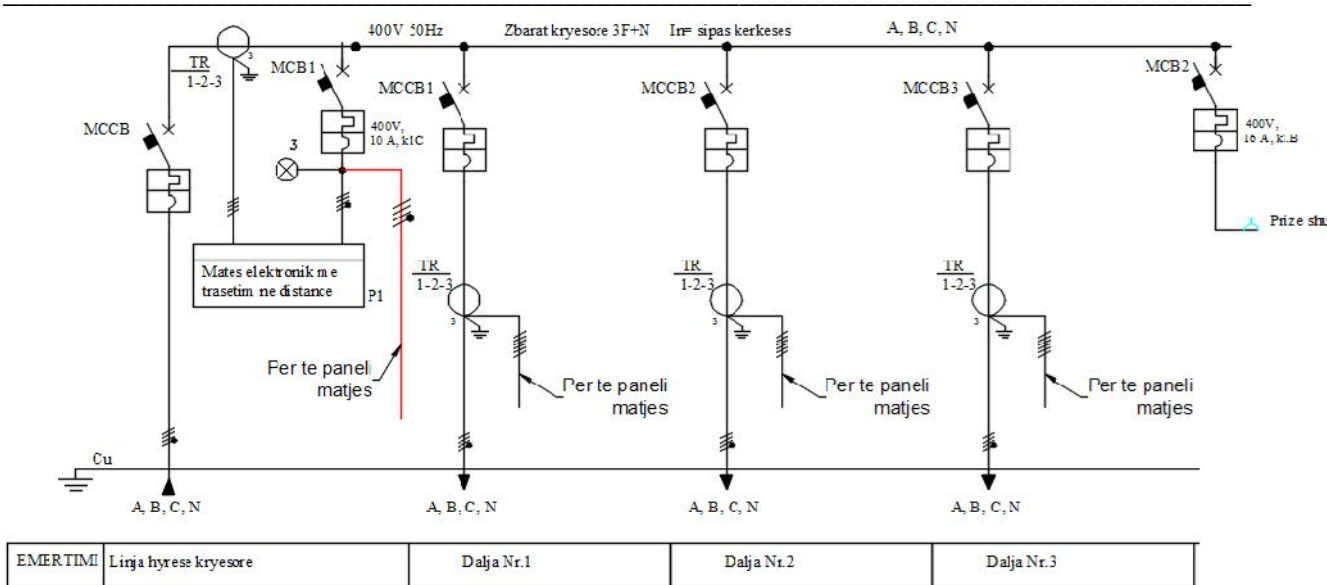 400V 50Hz
Zbarat kryesore 3F+N
In= sipas kerkeses
A, B, C, N
3
TR
1-2-3
MCB1
MCCB1
MCCB2
MCCB3
MCB2
MCCB
400V,
10 A, k1C
400V,
16 A, k1.B
3
Prize shu
Mates elektronik me
trasetim ne distance
P1
TR
1-2-3
3
TR
1-2-3
3
TR
1-2-3
3
Per te paneli
matjes
Per te paneli
matjes
Per te paneli
matjes
Per te paneli
matjes
Cu
A, B, C, N
A, B, C, N
A, B, C, N
A, B, C, N
EMERTIMI
Linja hyrese kryesore
Dalja Nr.1
Dalja Nr.2
Dalja Nr.3